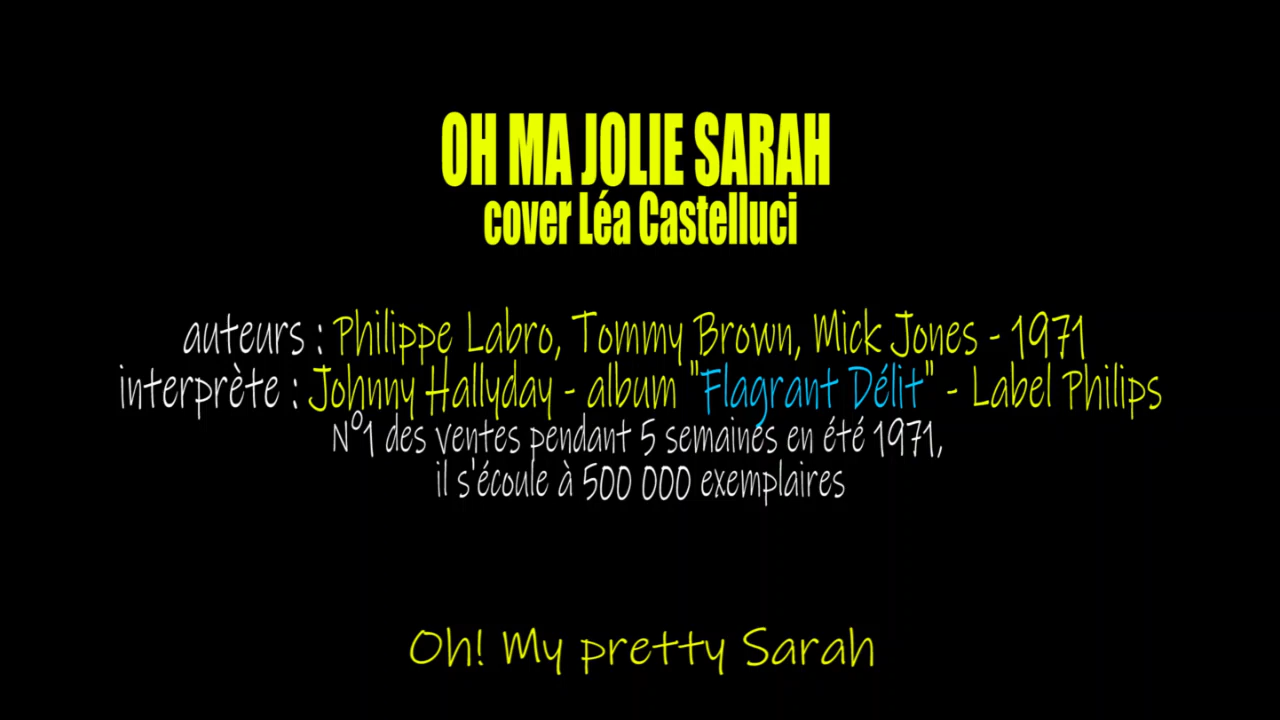 OH MA JOLIE SARAH
cover Léa Castelluci
auteurs : Philippe Labro, Tommy Brown, Mick Jones - 1971
interprète : Johnny Hallyday - album "Flagrant Délit" - Label Philips
N°1 des ventes pendant 5 semaines en été 1971,
il s'écoule à 500 000 exemplaires
Oh! My pretty Sarah